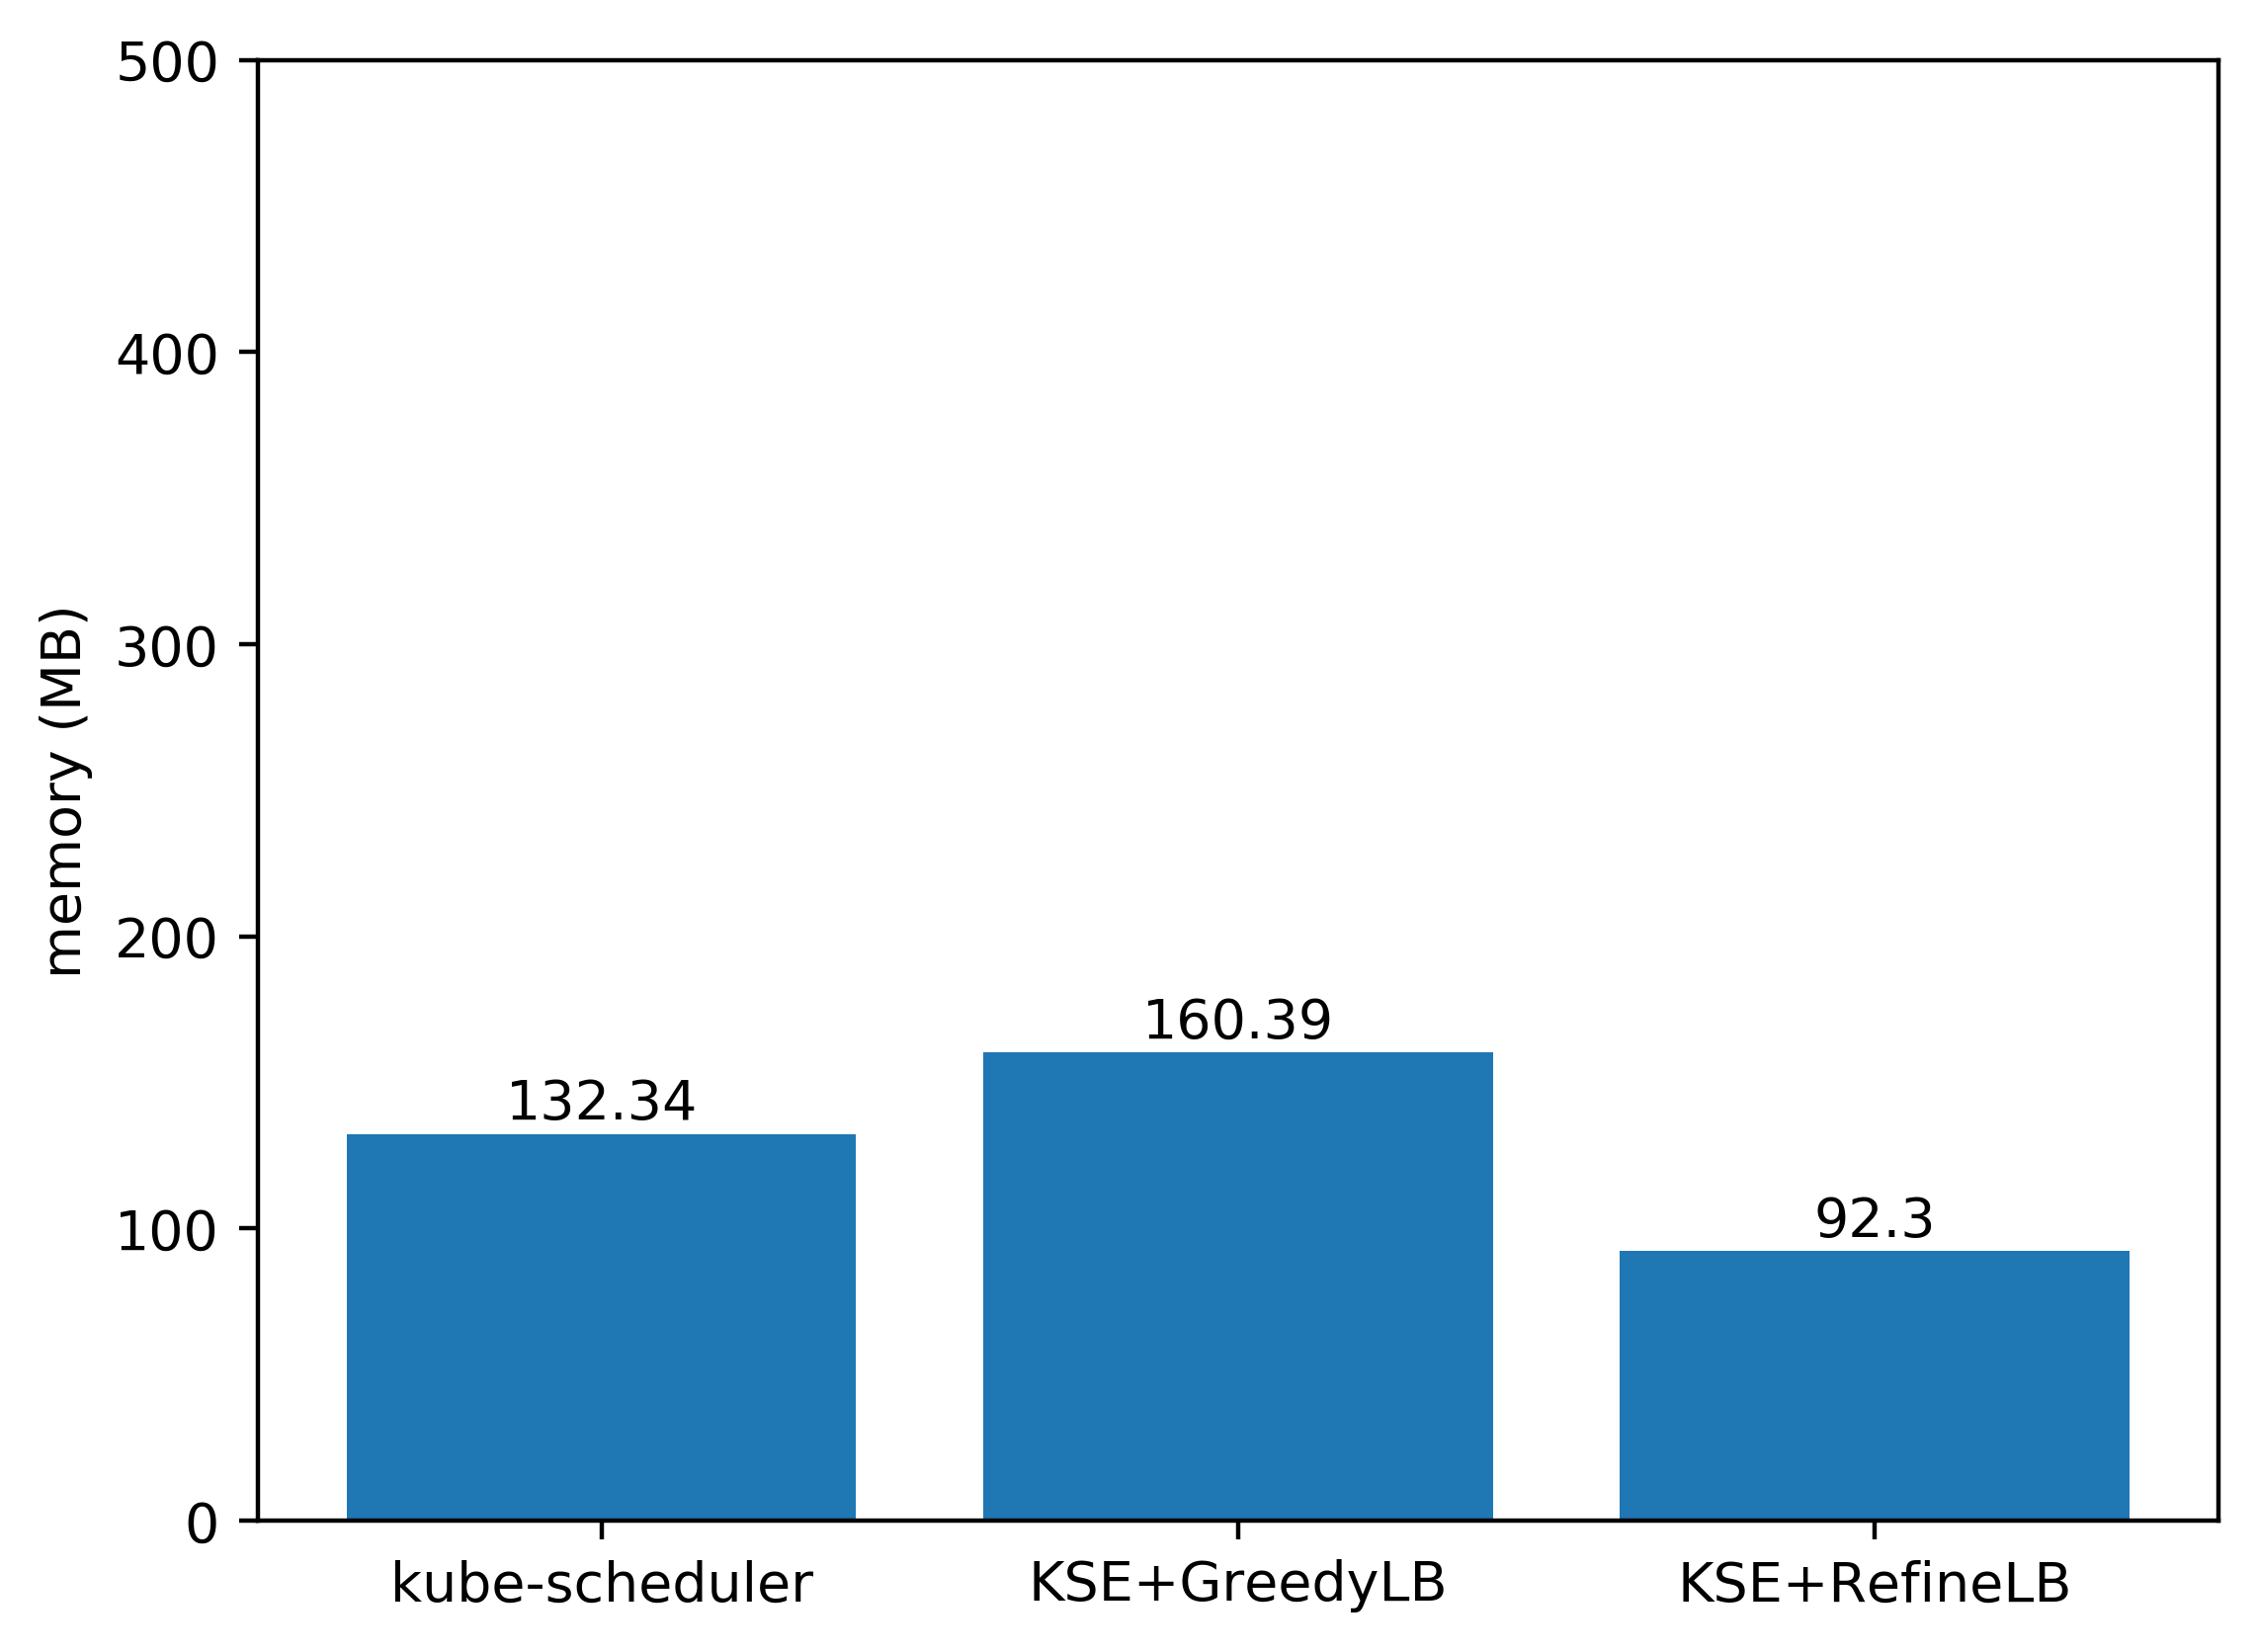 500
400
300
200
100
0
memory (MB)
132.34
160.39
92.3
kube-scheduler
KSE+GreedyLB
KSE+RefineLB